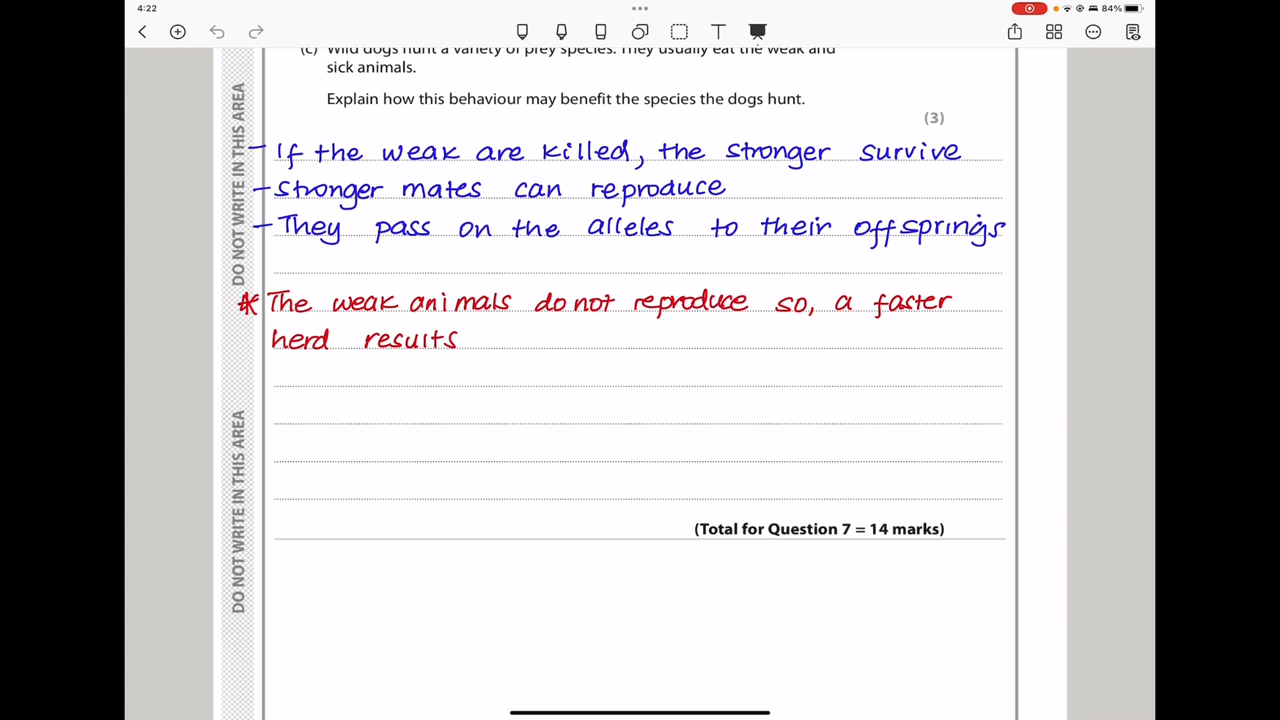 4:22
84%
(c) Wild dogs hunt a variety of prey species. They usually eat the weak and
sick animals.
Explain how this behaviour may benefit the species the dogs hunt.
(3)
- If the weak are killed, the stronger survive
- stronger mates can reproduce
- They pass on the alleles to their offsprings
* The weak animals do not reproduce so, a faster
herd results
(Total for Question 7 = 14 marks)
DO NOT WRITE IN THIS AREA
DO NOT WRITE IN THIS AREA